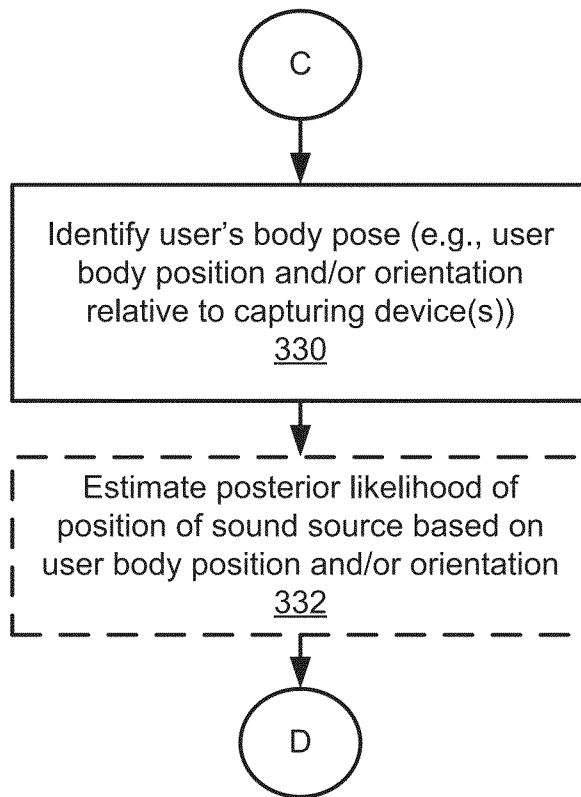 C
Identify user's body pose (e.g., user
body position and/or orientation
relative to capturing device(s))
330
Estimate posterior likelihood of
position of sound source based on
user body position and/or orientation
332
D